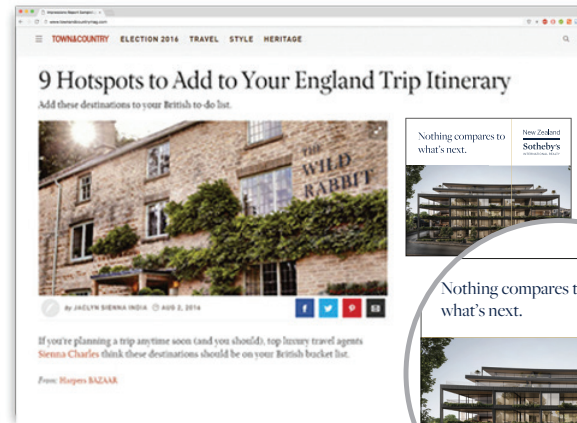 www.townandcountrymag.com
TOWN&COUNTRY ELECTION 2016 TRAVEL STYLE HERITAGE
9 Hotspots to Add to Your England Trip Itinerary
Add these destinations to your British to-do list.
THE
WILD
RABBIT
By JACLYN SIENNA INDIA AUG 2, 2016
If you're planning a trip anytime soon (and you should), top luxury travel agents
Sienna Charles think these destinations should be on your British bucket list.
From: Harpers BAZAAR
Nothing compares to
what's next.
New Zealand
Sotheby's
INTERNATIONAL REALTY
Nothing compares t
what's next.